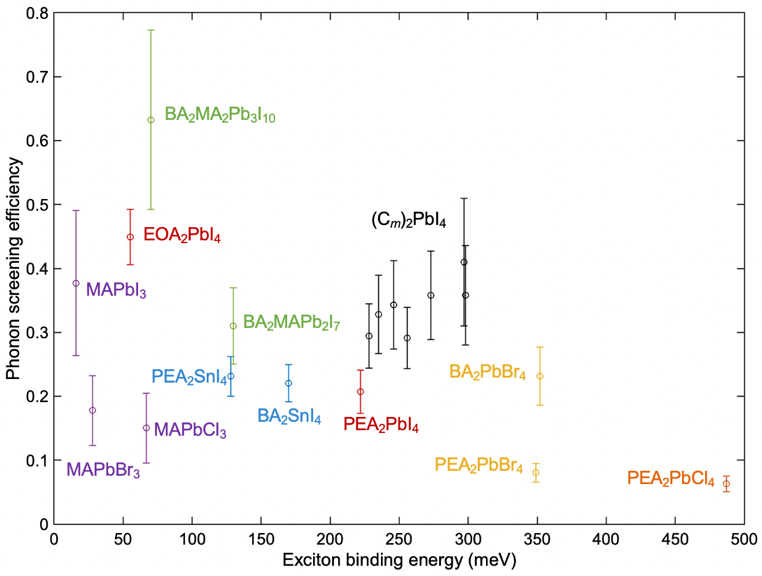 0.8
0.7
BA₂MA₂Pb₃I₁₀
0.6
0.5
(Cₘ)₂PbI₄
EOA₂PbI₄
0.4
MAPbI₃
0.3
BA₂MAPb₂I₇
PEA₂SnI₄
BA₂PbBr₄
0.2
BA₂SnI₄
PEA₂PbI₄
MAPbCl₃
MAPbBr₃
PEA₂PbBr₄
PEA₂PbCl₄
0.1
0
Phonon screening efficiency
0 50 100 150 200 250 300 350 400 450 500
Exciton binding energy (meV)